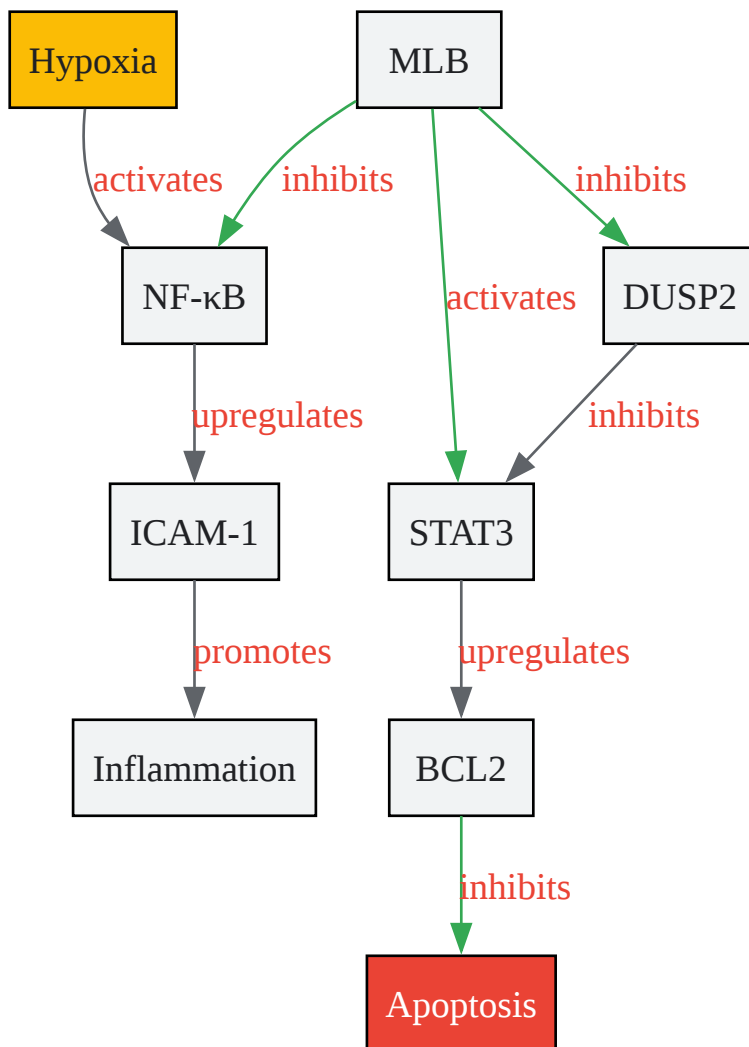 Hypoxia
MLB
activates
inhibits
inhibits
NF-κB
activates
DUSP2
upregulates
inhibits
ICAM-1
STAT3
promotes
upregulates
Inflammation
BCL2
inhibits
Apoptosis